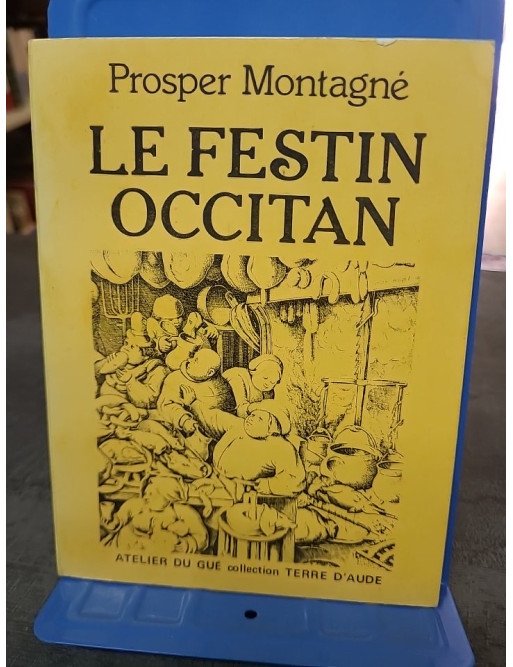 Prosper Montagné
LE FESTIN
OCCITAN
ATELIER DU GUÉ collection TERRE D'AUDE